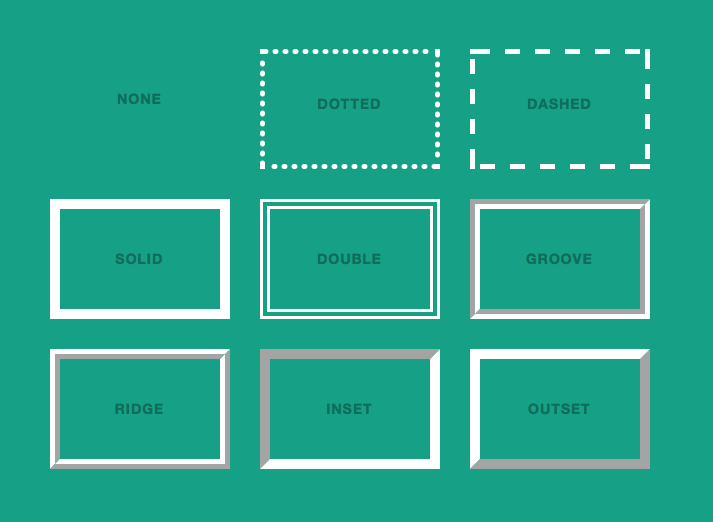 NONE
DOTTED
DASHED
SOLID
DOUBLE
GROOVE
RIDGE
INSET
OUTSET